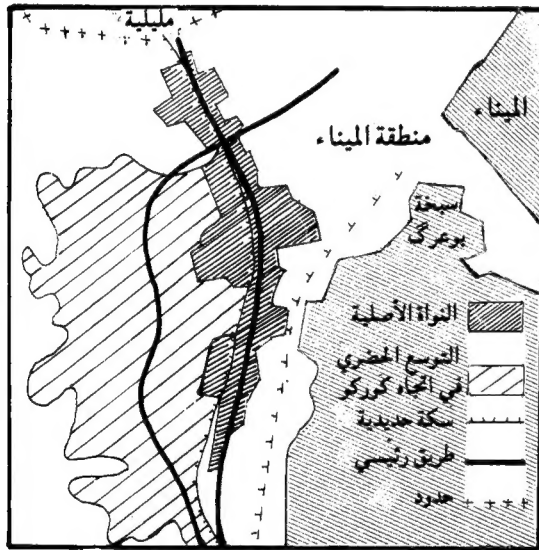 مليلية
الميناء
منطقة الميناء
سبخة
بوعرگ
النواة الأصلية
التوسع الحضري
في اتجاه كوركو
سكة حديدية
طريق رئيسي
حدود